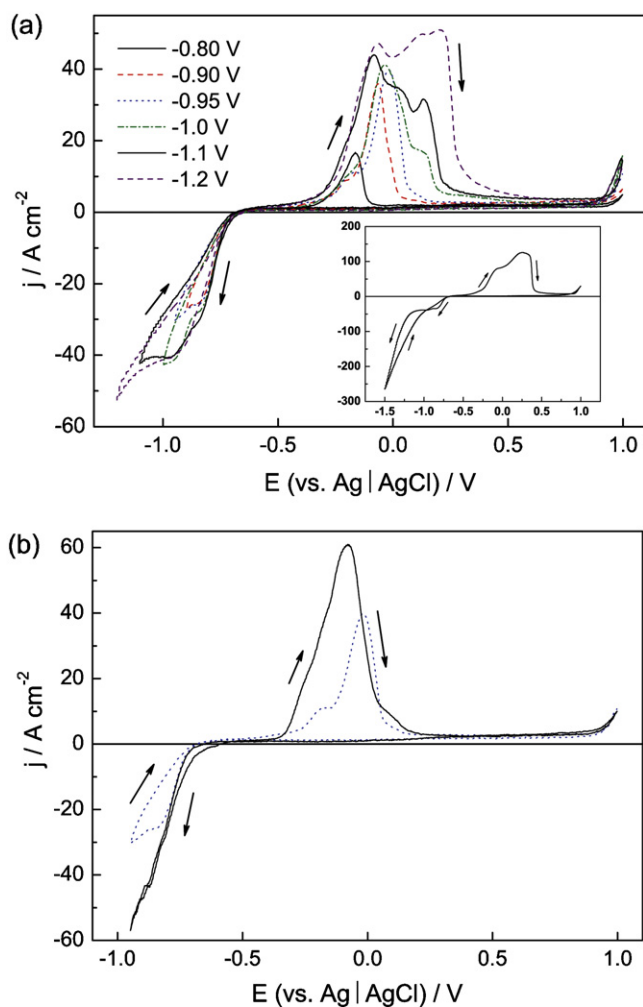 (a)
-0.80 V
-0.90 V
-0.95 V
-1.0 V
-1.1 V
-1.2 V
j / A cm⁻²
40
20
0
-20
-40
-60
-1.0 -0.5 0.0 0.5 1.0
E (vs. Ag|AgCl) / V
200
100
0
-100
-200
-300
-1.5 -1.0 -0.5 0.0 0.5 1.0
(b)
j / A cm⁻²
60
40
20
0
-20
-40
-60
-1.0 -0.5 0.0 0.5 1.0
E (vs. Ag|AgCl) / V